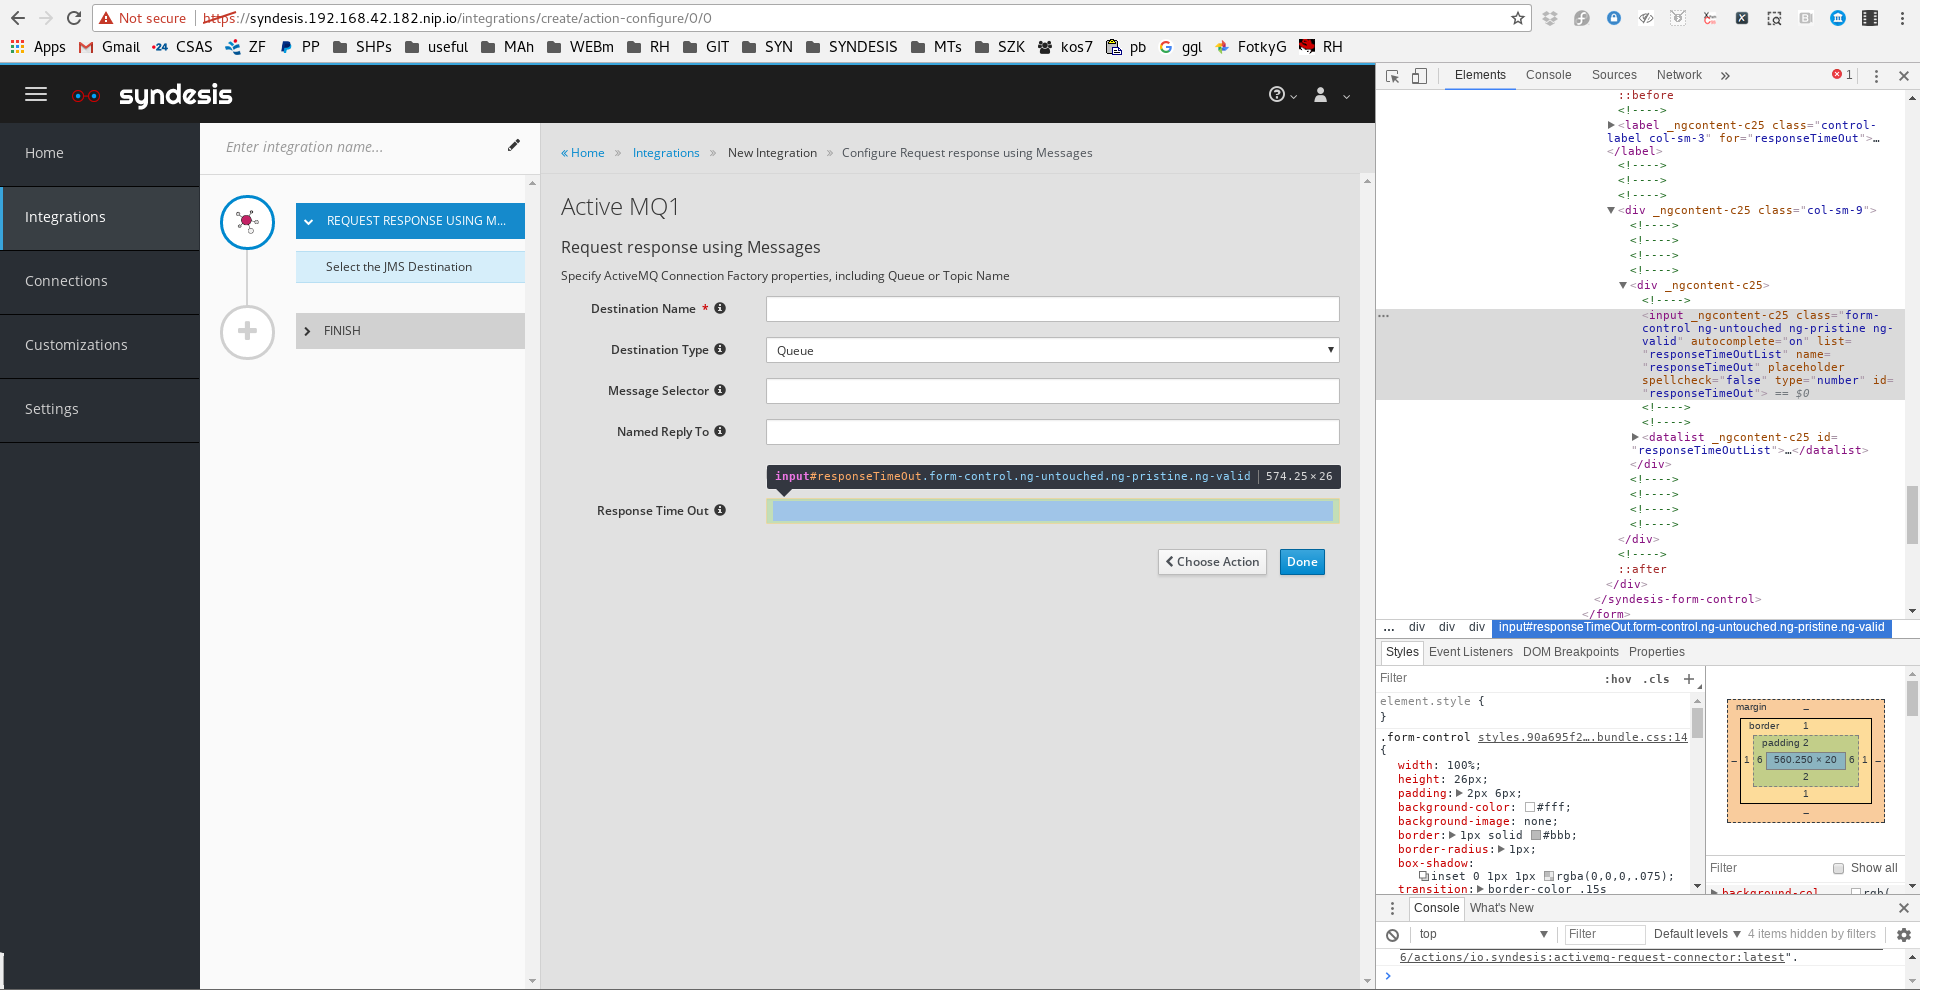 Not secure | https://syndesis.192.168.42.182.nip.io/integrations/create/action-configure/0/0
Apps Gmail CSAS ZF PP SHPs useful MAh WEBm RH GIT SYN SYNDESIS MTs SZK kos7 pb ggl FotkyG RH
syndesis
Home
Integrations
Connections
Customizations
Settings
Enter integration name...
REQUEST RESPONSE USING M...
Select the JMS Destination
FINISH
« Home » Integrations » New Integration » Configure Request response using Messages
Active MQ1
Request response using Messages
Specify ActiveMQ Connection Factory properties, including Queue or Topic Name
Destination Name *
Destination Type Queue
Message Selector
Named Reply To
input#responseTimeOut.form-control.ng-untouched.ng-pristine.ng-valid | 574.25 × 26
Response Time Out
Choose Action Done
Elements Console Sources Network » 1
::before
<!---->
<label _ngcontent-c25 class="control-
label col-sm-3" for="responseTimeOut">…
</label>
<!---->
<!---->
<!---->
<div _ngcontent-c25 class="col-sm-9">
<!---->
<!---->
<!---->
<!---->
<div _ngcontent-c25>
<!---->
<input _ngcontent-c25 class="form-
control ng-untouched ng-pristine ng-
valid" autocomplete="on" list=
"responseTimeOutList" name=
"responseTimeOut" placeholder
spellcheck="false" type="number" id=
"responseTimeOut"> == $0
<!---->
<!---->
<datalist _ngcontent-c25 id=
"responseTimeOutList">…</datalist>
</div>
<!---->
<!---->
<!---->
<!---->
</div>
<!---->
::after
</div>
</syndesis-form-control>
</form>
... div div div input#responseTimeOut.form-control.ng-untouched.ng-pristine.ng-valid
Styles Event Listeners DOM Breakpoints Properties
Filter :hov .cls +
element.style {
}
.form-control styles.90a695f2….bundle.css:14
{
width: 100%;
height: 26px;
padding: 2px 6px;
background-color: #fff;
background-image: none;
border: 1px solid #bbb;
border-radius: 1px;
box-shadow:
inset 0 1px 1px rgba(0,0,0,.075);
transition: border-color .15s
margin –
border 1
padding 2
– 1 6 560.250 × 20 6 1 –
2
1
–
Filter Show all
background-col… rgb(
Console What's New
top Filter Default levels 4 items hidden by filters
6/actions/io.syndesis:activemq-request-connector:latest".